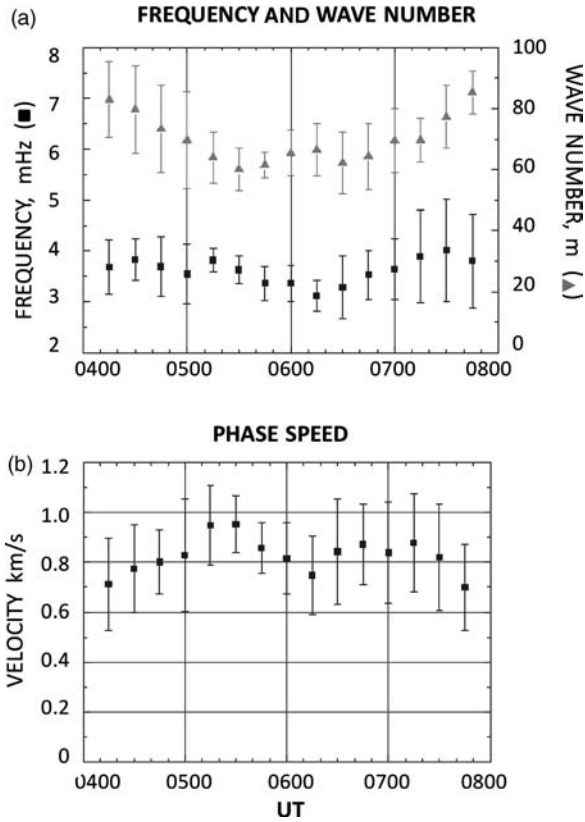 (a) FREQUENCY AND WAVE NUMBER
FREQUENCY, mHz (■)
8
7
6
5
4
3
2
100
80
60
40
20
0
WAVE NUMBER, m (▲)
0400 0500 0600 0700 0800
PHASE SPEED
(b)
VELOCITY km/s
1.2
1.0
0.8
0.6
0.4
0.2
0
0400 0500 0600 0700 0800
UT